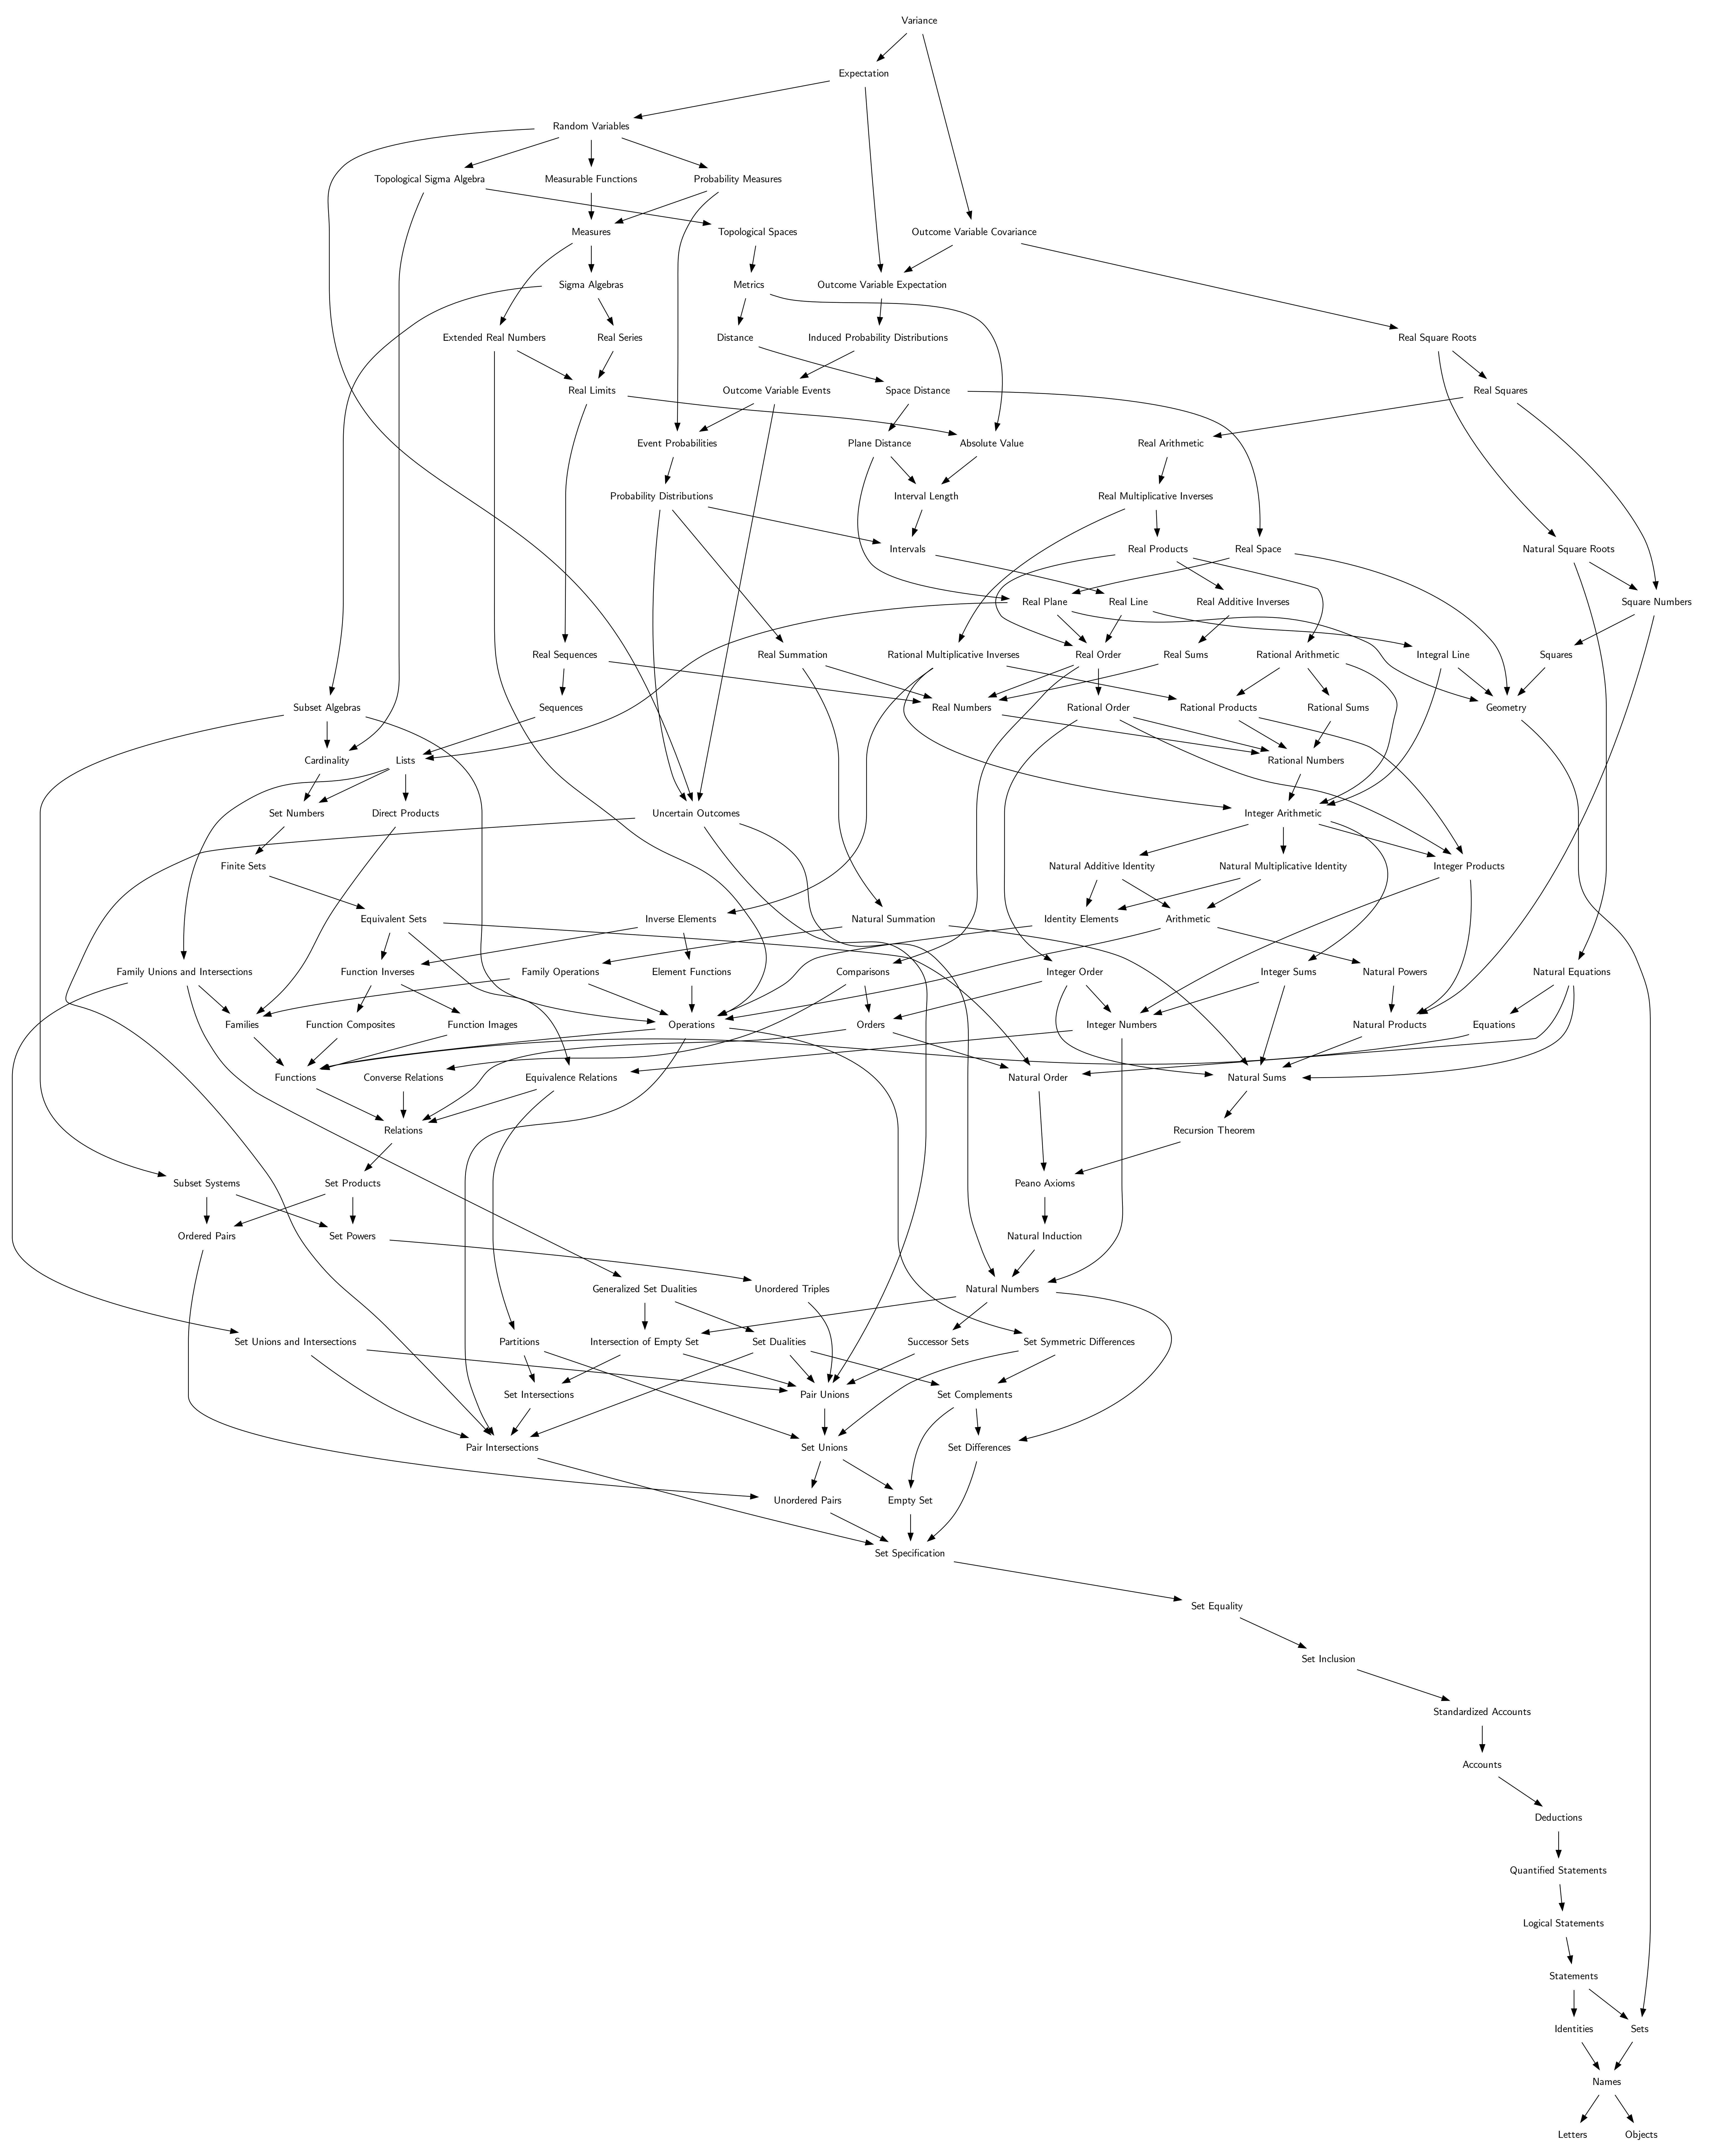 Variance
Expectation
Random Variables
Topological Sigma Algebra
Measurable Functions
Probability Measures
Measures
Topological Spaces
Outcome Variable Covariance
Sigma Algebras
Metrics
Outcome Variable Expectation
Extended Real Numbers
Real Series
Distance
Induced Probability Distributions
Real Square Roots
Real Limits
Outcome Variable Events
Space Distance
Real Squares
Event Probabilities
Plane Distance
Absolute Value
Real Arithmetic
Probability Distributions
Interval Length
Real Multiplicative Inverses
Intervals
Real Products
Real Space
Natural Square Roots
Real Plane
Real Line
Real Additive Inverses
Square Numbers
Real Sequences
Real Summation
Rational Multiplicative Inverses
Real Order
Real Sums
Rational Arithmetic
Integral Line
Squares
Subset Algebras
Sequences
Real Numbers
Rational Order
Rational Products
Rational Sums
Geometry
Cardinality
Lists
Rational Numbers
Set Numbers
Direct Products
Uncertain Outcomes
Integer Arithmetic
Finite Sets
Natural Additive Identity
Natural Multiplicative Identity
Integer Products
Equivalent Sets
Inverse Elements
Natural Summation
Identity Elements
Arithmetic
Family Unions and Intersections
Function Inverses
Family Operations
Element Functions
Comparisons
Integer Order
Integer Sums
Natural Powers
Natural Equations
Families
Function Composites
Function Images
Operations
Orders
Integer Numbers
Natural Products
Equations
Functions
Converse Relations
Equivalence Relations
Natural Order
Natural Sums
Relations
Recursion Theorem
Subset Systems
Set Products
Peano Axioms
Ordered Pairs
Set Powers
Natural Induction
Generalized Set Dualities
Unordered Triples
Natural Numbers
Set Unions and Intersections
Partitions
Intersection of Empty Set
Set Dualities
Successor Sets
Set Symmetric Differences
Set Intersections
Pair Unions
Set Complements
Pair Intersections
Set Unions
Set Differences
Unordered Pairs
Empty Set
Set Specification
Set Equality
Set Inclusion
Standardized Accounts
Accounts
Deductions
Quantified Statements
Logical Statements
Statements
Identities
Sets
Names
Letters
Objects